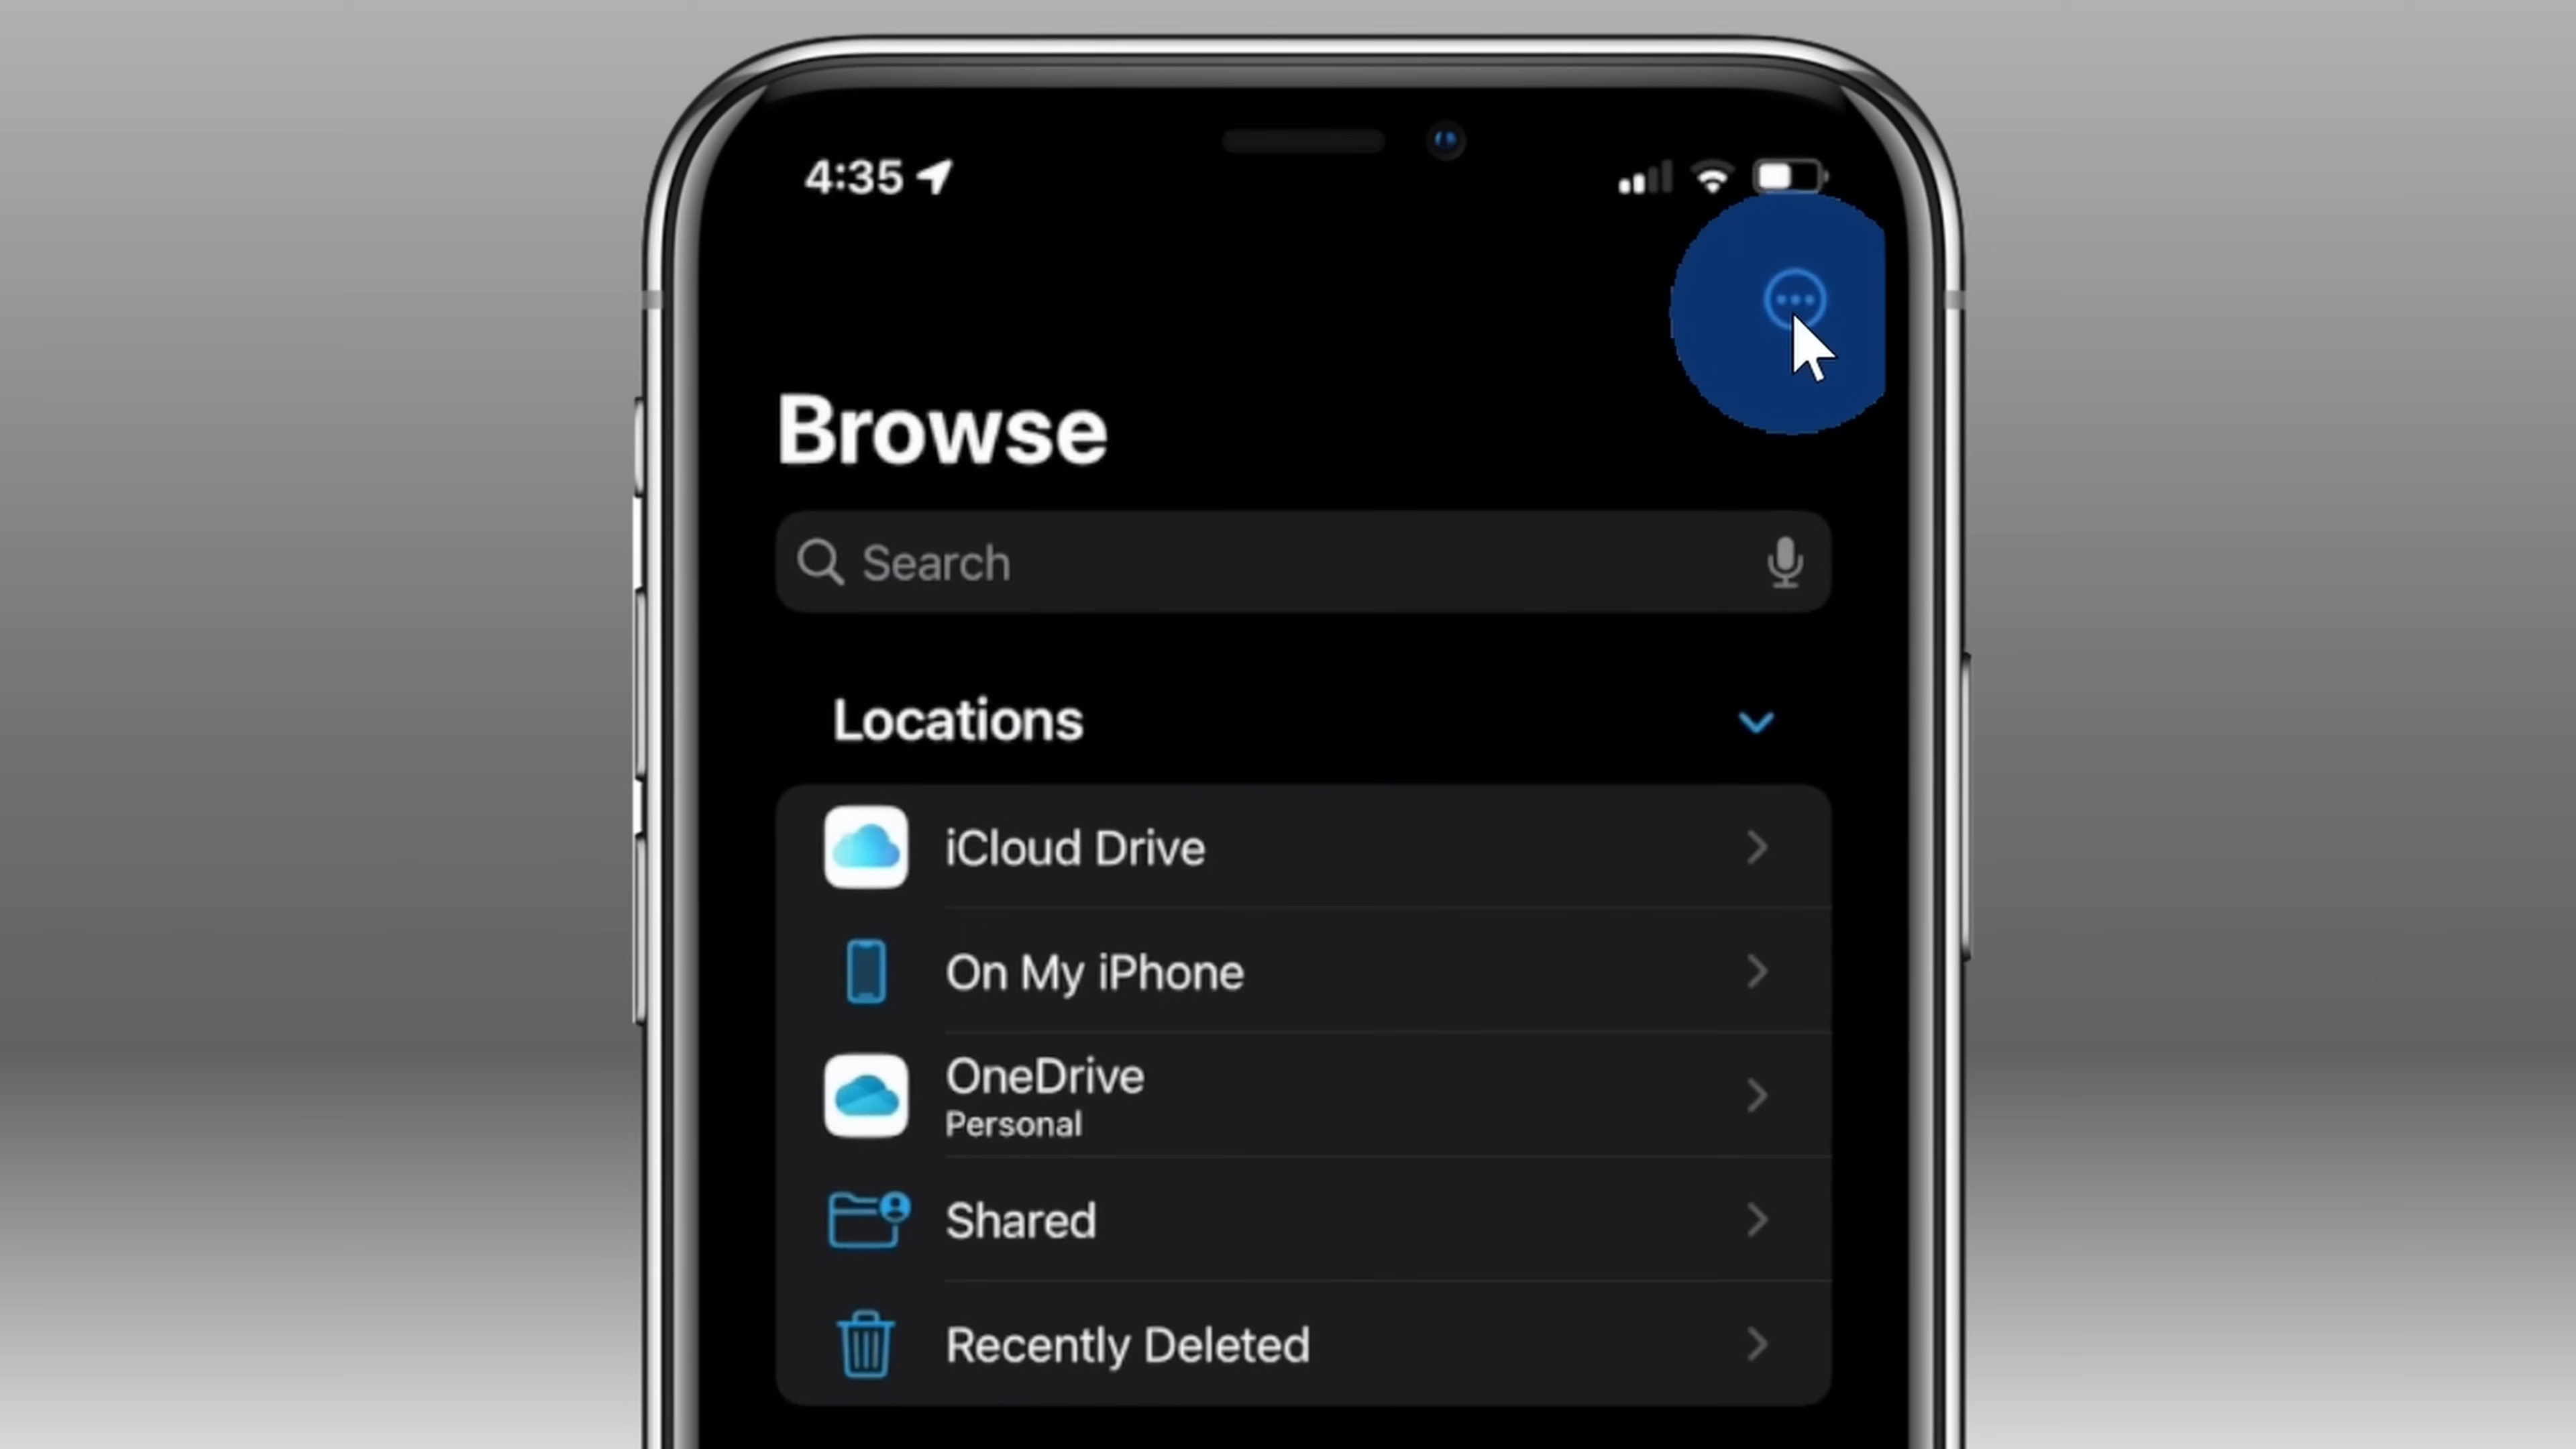 4:35
Browse
Search
Locations
iCloud Drive
On My iPhone
OneDrive
Personal
Shared
Recently Deleted